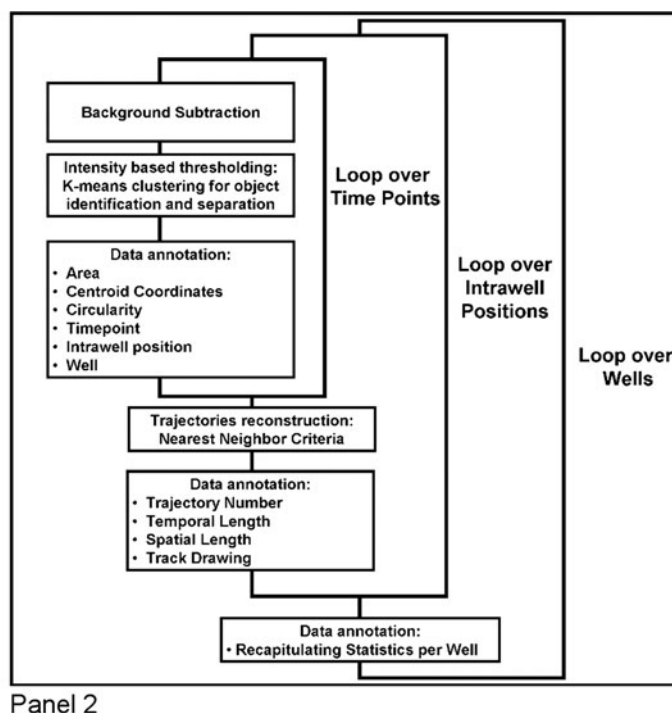 Background Subtraction
Intensity based thresholding:
K-means clustering for object
identification and separation
Data annotation:
• Area
• Centroid Coordinates
• Circularity
• Timepoint
• Intrawell position
• Well
Loop over
Time Points
Trajectories reconstruction:
Nearest Neighbor Criteria
Data annotation:
• Trajectory Number
• Temporal Length
• Spatial Length
• Track Drawing
Loop over
Intrawell
Positions
Data annotation:
• Recapitulating Statistics per Well
Loop over
Wells
Panel 2